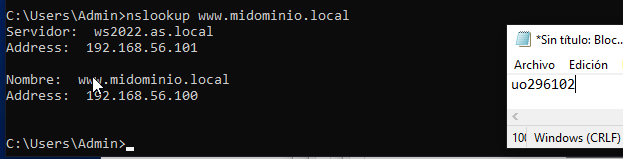 C:\Users\Admin>nslookup www.midominio.local
Servidor:  ws2022.as.local
Address:  192.168.56.101
Nombre:  www.midominio.local
Address:  192.168.56.100
C:\Users\Admin>
*Sin título: Bloc...
Archivo Edición
uo296102
100 Windows (CRLF)